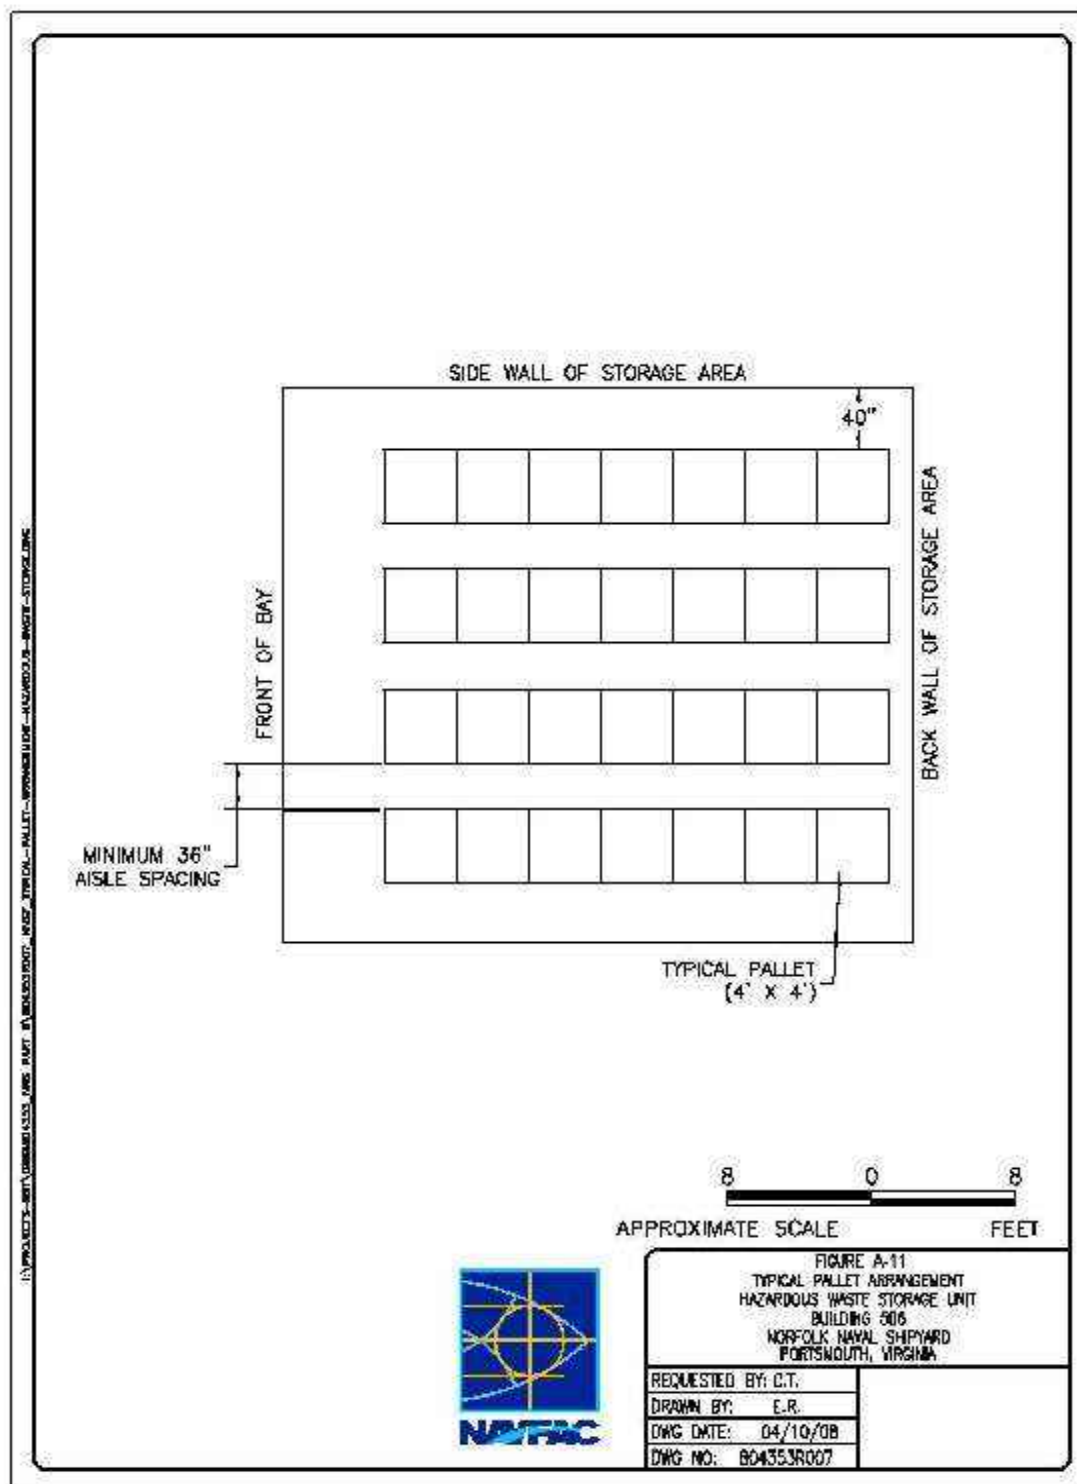 SIDE WALL OF STORAGE AREA
40"
FRONT OF BAY
BACK WALL OF STORAGE AREA
MINIMUM 36"
AISLE SPACING
TYPICAL PALLET
(4' X 4')
8 0 8
APPROXIMATE SCALE FEET
FIGURE A-11
TYPICAL PALLET ARRANGEMENT
HAZARDOUS WASTE STORAGE UNIT
BUILDING 506
NORFOLK NAVAL SHIPYARD
PORTSMOUTH, VIRGINIA
REQUESTED BY: C.T.
DRAWN BY: E.R.
DWG DATE: 04/10/08
DWG NO: B04353R007
NAVFAC